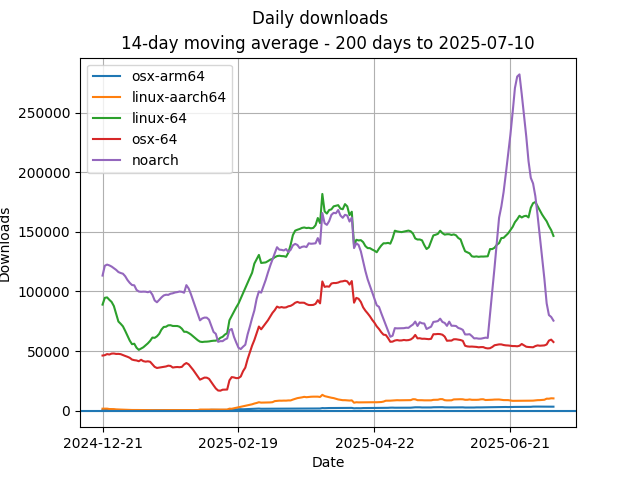 Daily downloads
14-day moving average - 200 days to 2025-07-10
osx-arm64
linux-aarch64
linux-64
osx-64
noarch
250000
200000
150000
100000
50000
0
Downloads
2024-12-21
2025-02-19
2025-04-22
2025-06-21
Date